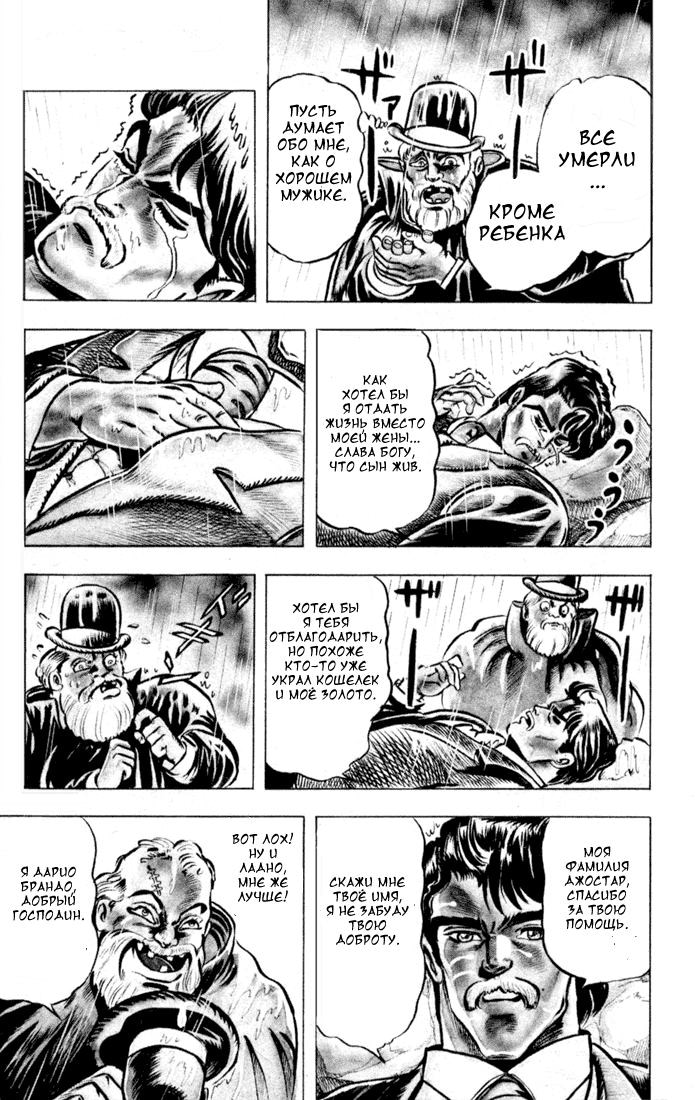 ВСЕ
УМЕРЛИ
...
КРОМЕ
РЕБЕНКА
ПУСТЬ
ДУМАЕТ
ОБО МНЕ,
КАК О
ХОРОШЕМ
МУЖИКЕ.
КАК
ХОТЕЛ БЫ
Я ОТДАТЬ
ЖИЗНЬ ВМЕСТО
МОЕЙ ЖЕНЫ...
СЛАВА БОГУ,
ЧТО СЫН ЖИВ.
ХОТЕЛ БЫ
Я ТЕБЯ
ОТБЛАГОДАРИТЬ,
НО ПОХОЖЕ
КТО-ТО УЖЕ
УКРАЛ КОШЕЛЕК
И МОЁ ЗОЛОТО.
МОЯ
ФАМИЛИЯ
ДЖОСТАР,
СПАСИБО
ЗА ТВОЮ
ПОМОЩЬ.
СКАЖИ МНЕ
ТВОЁ ИМЯ,
Я НЕ ЗАБУДУ
ТВОЮ
ДОБРОТУ.
ВОТ ЛОХ!
НУ И
ЛАДНО,
МНЕ ЖЕ
ЛУЧШЕ!
Я ДАРИО
БРАНДО,
ДОБРЫЙ
ГОСПОДИН.